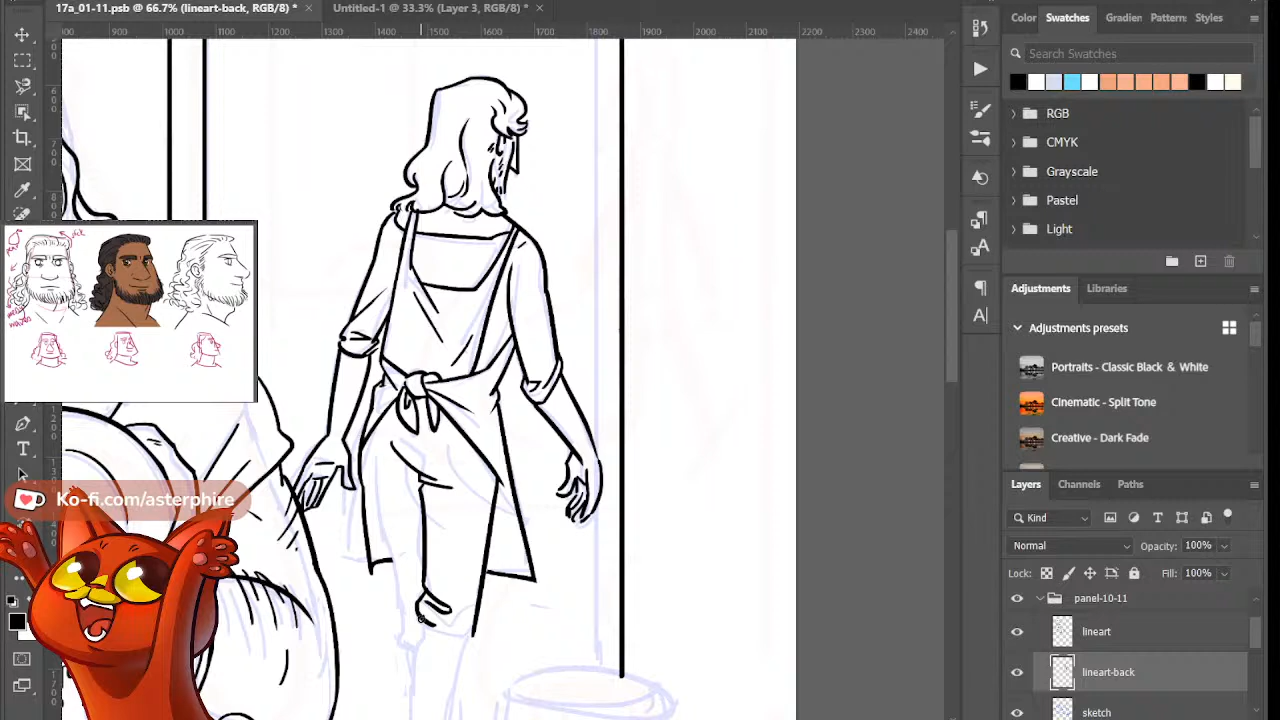 17a_01-11.psb @ 66.7% (lineart-back, RGB/8) * ×
Untitled-1 @ 33.3% (Layer 3, RGB/8) * ×
900 1000 1100 1200 1300 1400 1500 1600 1700 1800 1900 2000 2100 2200 2300 2400
Color Swatches Gradien Pattern: Styles
Search Swatches
RGB
CMYK
Grayscale
Pastel
Light
Adjustments Libraries
Adjustments presets
Portraits - Classic Black & White
Cinematic - Split Tone
Creative - Dark Fade
Layers Channels Paths
Kind
Normal Opacity: 100%
Lock: Fill: 100%
panel-10-11
lineart
lineart-back
sketch
Ko-fi.com/asterphire